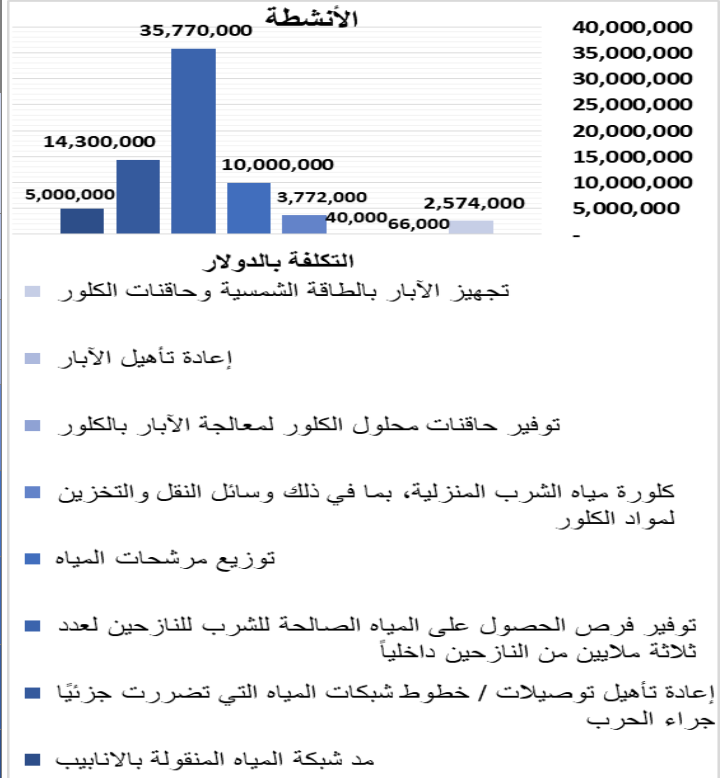 الأنشطة
40,000,000
35,000,000
30,000,000
25,000,000
20,000,000
15,000,000
10,000,000
5,000,000
-
35,770,000
14,300,000
10,000,000
5,000,000
3,772,000
40,000
66,000
2,574,000
التكلفة بالدولار
تجهيز الآبار بالطاقة الشمسية وحاقنات الكلور
إعادة تأهيل الآبار
توفير حاقنات محلول الكلور لمعالجة الآبار بالكلور
كلورة مياه الشرب المنزلية، بما في ذلك وسائل النقل والتخزين
لمواد الكلور
توزيع مرشحات المياه
توفير فرص الحصول على المياه الصالحة للشرب للنازحين لعدد
ثلاثة ملايين من النازحين داخلياً
إعادة تأهيل توصيلات / خطوط شبكات المياه التي تضررت جزئيًا
جراء الحرب
مد شبكة المياه المنقولة بالانابيب